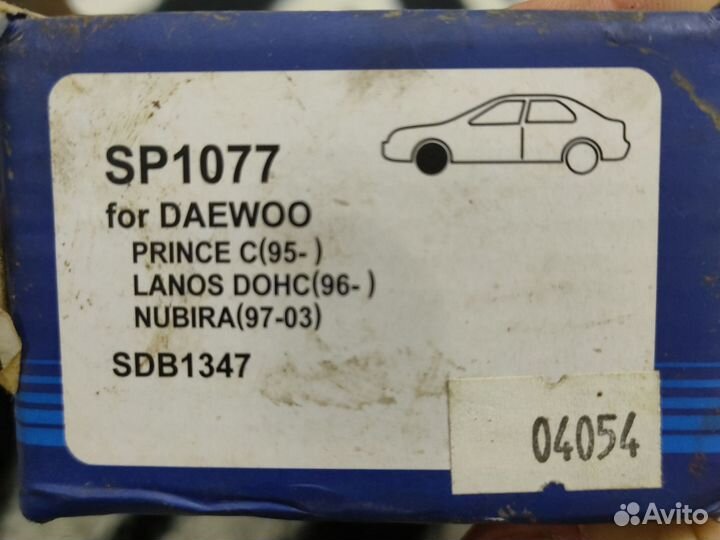 SP1077
for DAEWOO
PRINCE C(95- )
LANOS DOHC(96- )
NUBIRA(97-03)
SDB1347
04054
Avito